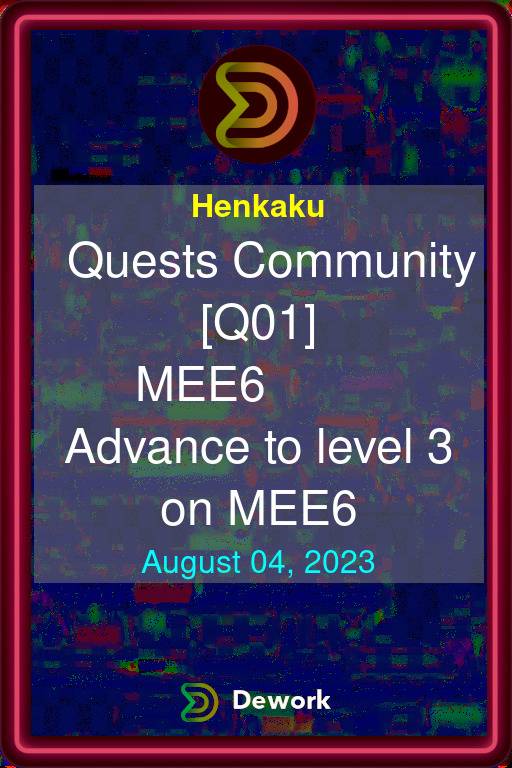 Henkaku
Quests Community
[Q01]
MEE6
Advance to level 3
on MEE6
August 04, 2023
Dework